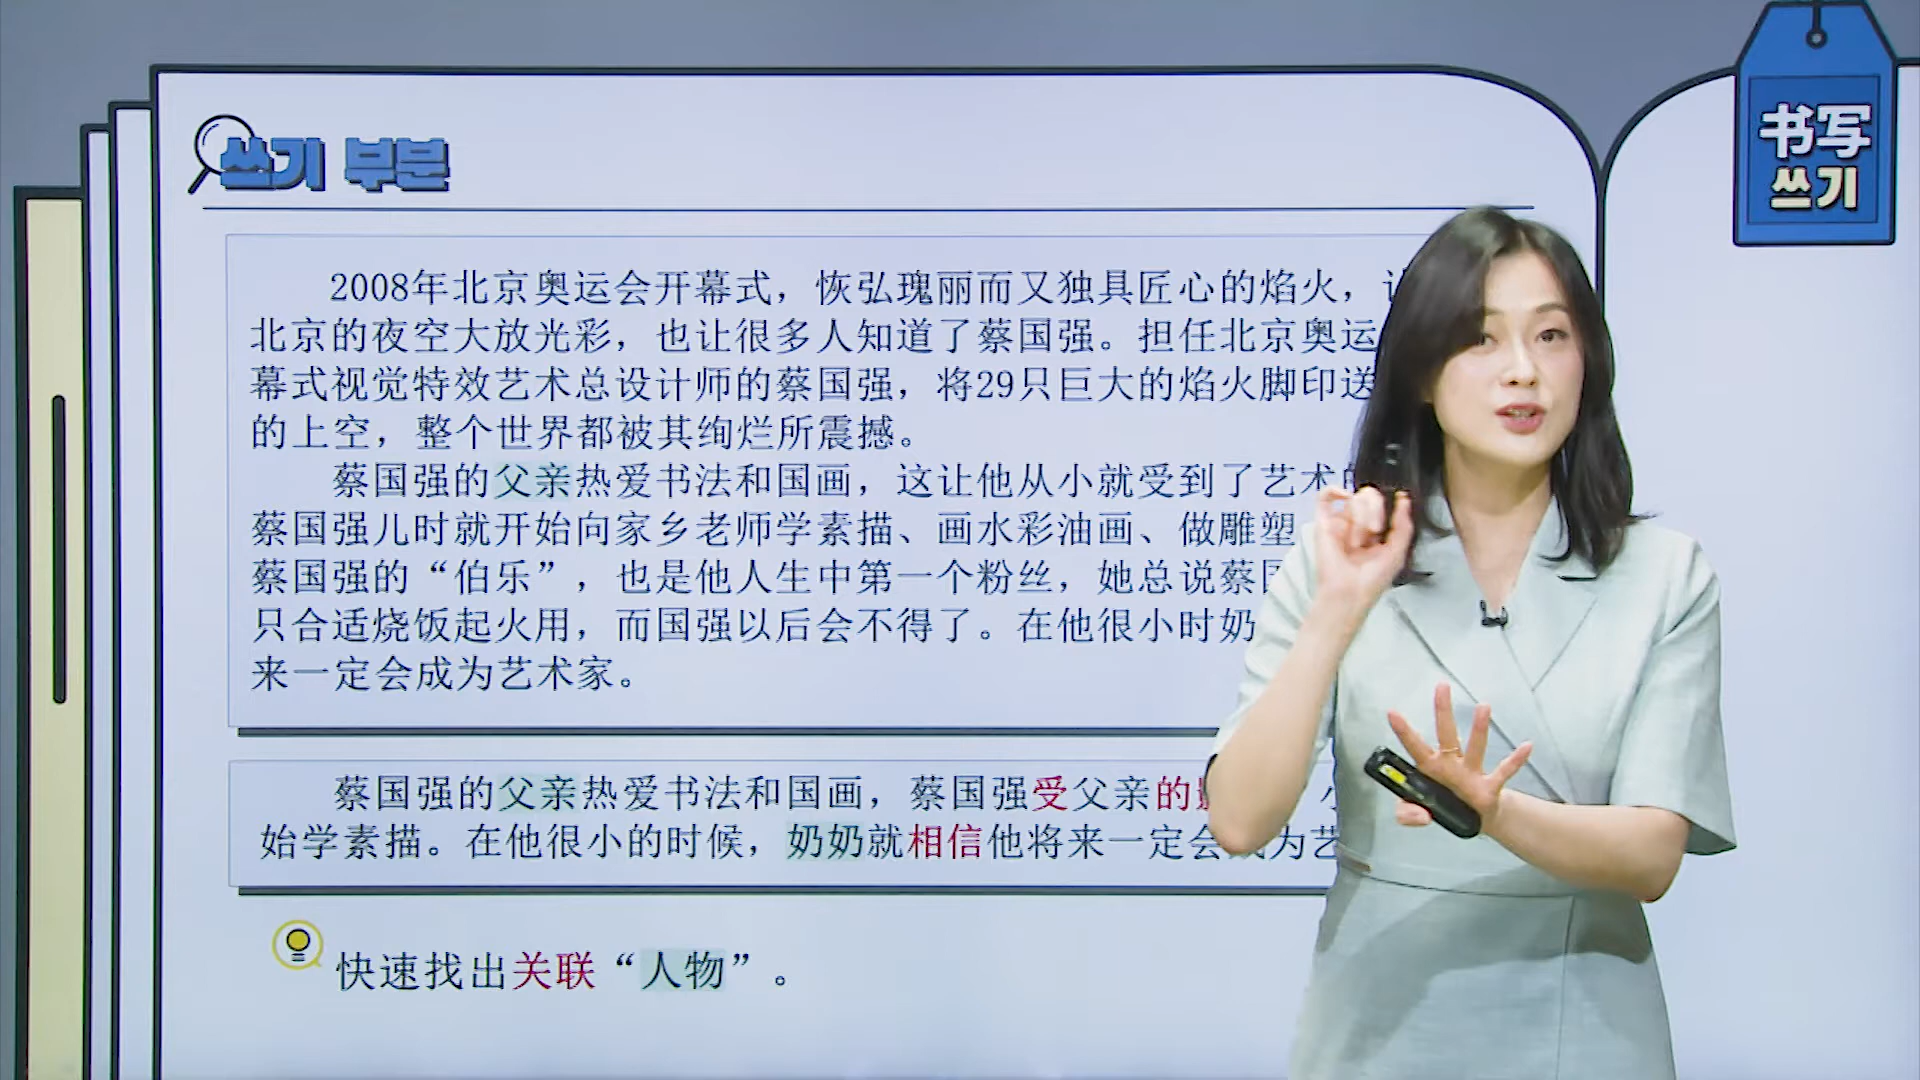 书写
쓰기
쓰기 부분
2008年北京奥运会开幕式，恢弘瑰丽而又独具匠心的焰火，
北京的夜空大放光彩，也让很多人知道了蔡国强。担任北京奥运
幕式视觉特效艺术总设计师的蔡国强，将29只巨大的焰火脚印送
的上空，整个世界都被其绚烂所震撼。
蔡国强的父亲热爱书法和国画，这让他从小就受到了艺术
蔡国强儿时就开始向家乡老师学素描、画水彩油画、做雕塑
蔡国强的“伯乐”，也是他人生中第一个粉丝，她总说蔡
只合适烧饭起火用，而国强以后会不得了。在他很小时奶
来一定会成为艺术家。
蔡国强的父亲热爱书法和国画，蔡国强受父亲的
始学素描。在他很小的时候，奶奶就相信他将来一定会成为艺
快速找出关联“人物”。